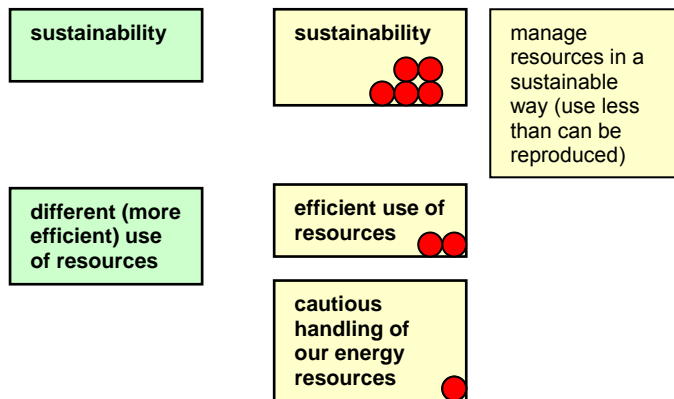 sustainability
sustainability
manage
resources in a
sustainable
way (use less
than can be
reproduced)
different (more
efficient) use
of resources
efficient use of
resources
cautious
handling of
our energy
resources